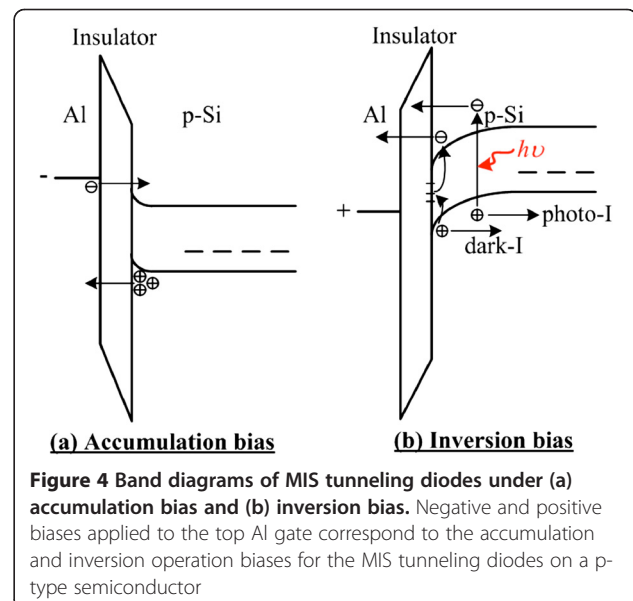 Insulator
Al
p-Si
-
(a) Accumulation bias
Insulator
Al
p-Si
hυ
+
photo-I
dark-I
(b) Inversion bias
Figure 4 Band diagrams of MIS tunneling diodes under (a)
accumulation bias and (b) inversion bias. Negative and positive
biases applied to the top Al gate correspond to the accumulation
and inversion operation biases for the MIS tunneling diodes on a p-
type semiconductor